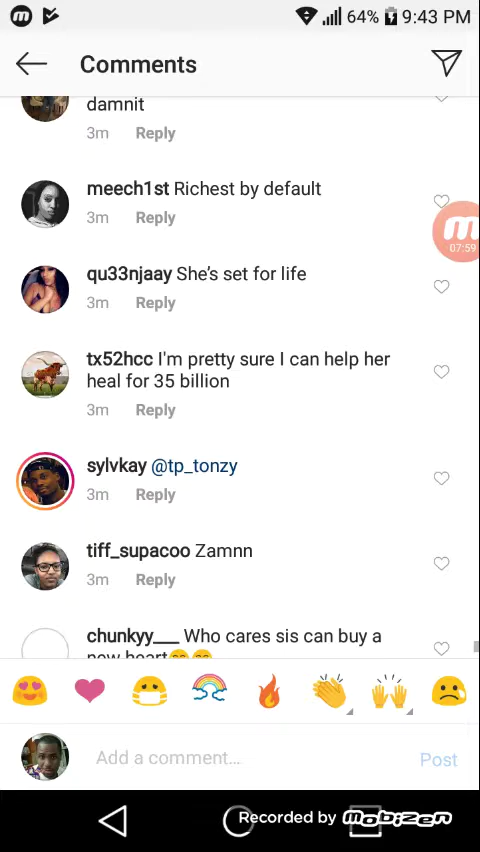 64% 9:43 PM
Comments
damnit
3m Reply
meech1st Richest by default
3m Reply
07:59
qu33njaay She's set for life
3m Reply
tx52hcc I'm pretty sure I can help her
heal for 35 billion
3m Reply
sylvkay @tp_tonzy
3m Reply
tiff_supacoo Zamnn
3m Reply
chunkyy___ Who cares sis can buy a
new heart😁😁
Add a comment...
Post
Recorded by mobizen